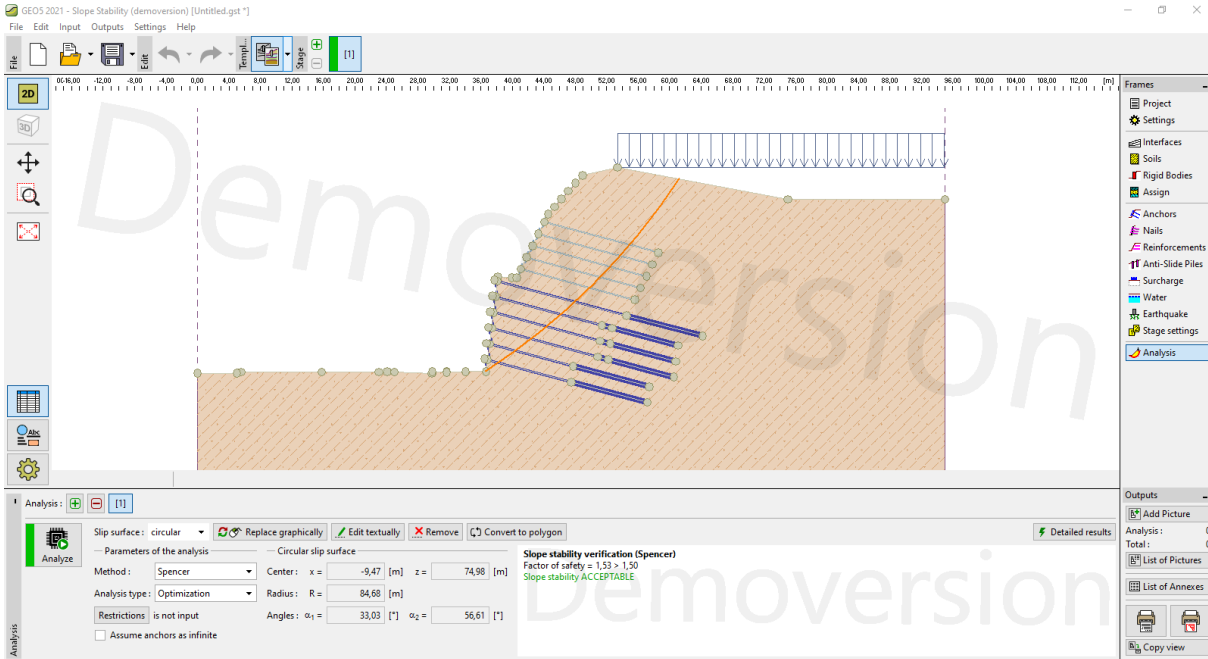 GEO5 2021 - Slope Stability (demoversion) [Untitled.gst *]
File Edit Input Outputs Settings Help
File
Edit
Templ...
Stage
[1]
2D
3D
0(-16,00 -12,00 -8,00 -4,00 0,00 4,00 8,00 12,00 16,00 20,00 24,00 28,00 32,00 36,00 40,00 44,00 48,00 52,00 56,00 60,00 64,00 68,00 72,00 76,00 80,00 84,00 88,00 92,00 96,00 100,00 104,00 108,00 112,00 [m]
Demoversion
Frames
Project
Settings
Interfaces
Soils
Rigid Bodies
Assign
Anchors
Nails
Reinforcements
Anti-Slide Piles
Surcharge
Water
Earthquake
Stage settings
Analysis
Abc
Analysis : [1]
Analyze
Analysis
Slip surface : circular Replace graphically Edit textually Remove Convert to polygon Detailed results
Parameters of the analysis
Method : Spencer
Analysis type : Optimization
Restrictions is not input
Assume anchors as infinite
Circular slip surface
Center : x = -9,47 [m] z = 74,98 [m]
Radius : R = 84,68 [m]
Angles : α1 = 33,03 [°] α2 = 56,61 [°]
Slope stability verification (Spencer)
Factor of safety = 1,53 > 1,50
Slope stability ACCEPTABLE
Demoversion
Outputs
Add Picture
Analysis : 0
Total : 0
List of Pictures
List of Annexes
Copy view